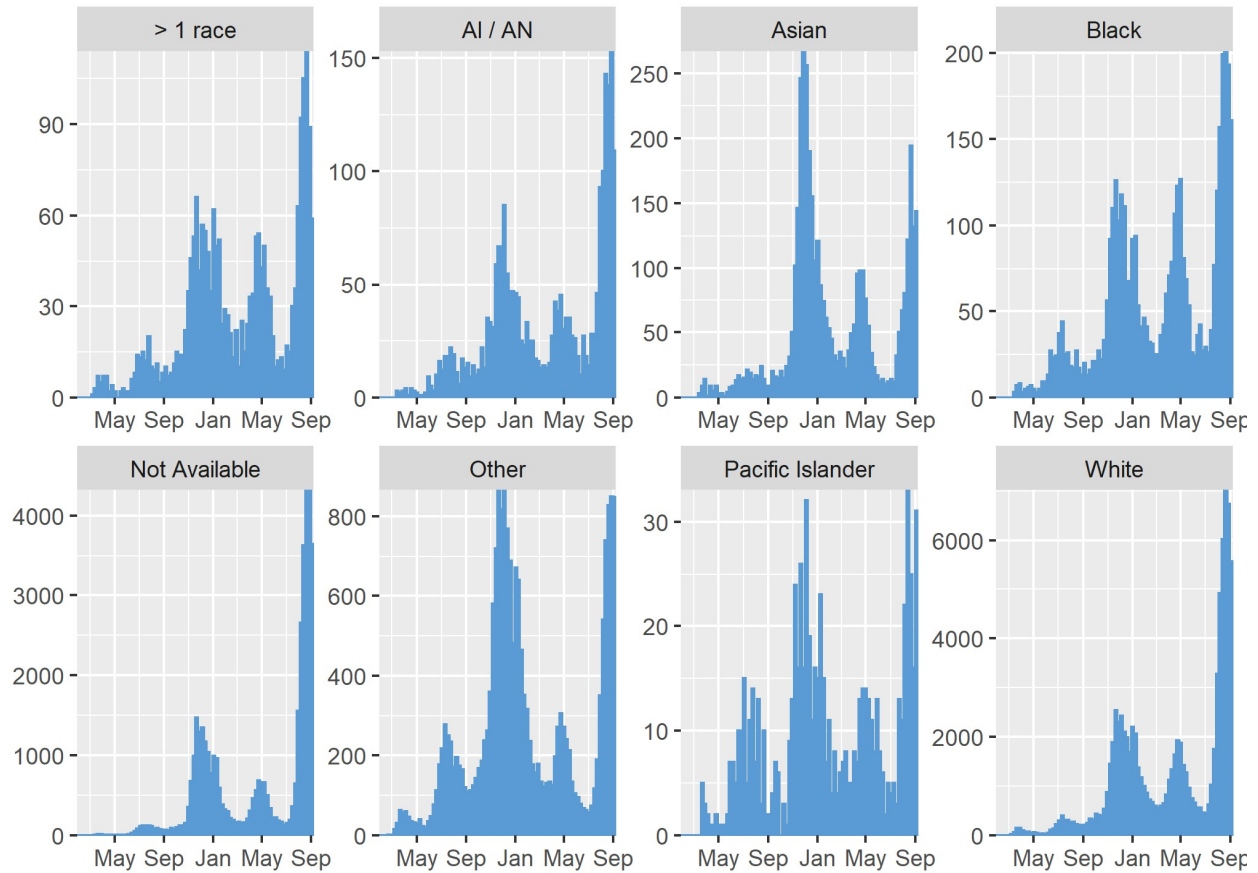 > 1 race
AI / AN
Asian
Black
90
60
30
0
150
100
50
0
250
200
150
100
50
0
200
150
100
50
0
May Sep Jan May Sep
May Sep Jan May Sep
May Sep Jan May Sep
May Sep Jan May Sep
Not Available
Other
Pacific Islander
White
4000
3000
2000
1000
0
800
600
400
200
0
30
20
10
0
6000
4000
2000
0
May Sep Jan May Sep
May Sep Jan May Sep
May Sep Jan May Sep
May Sep Jan May Sep